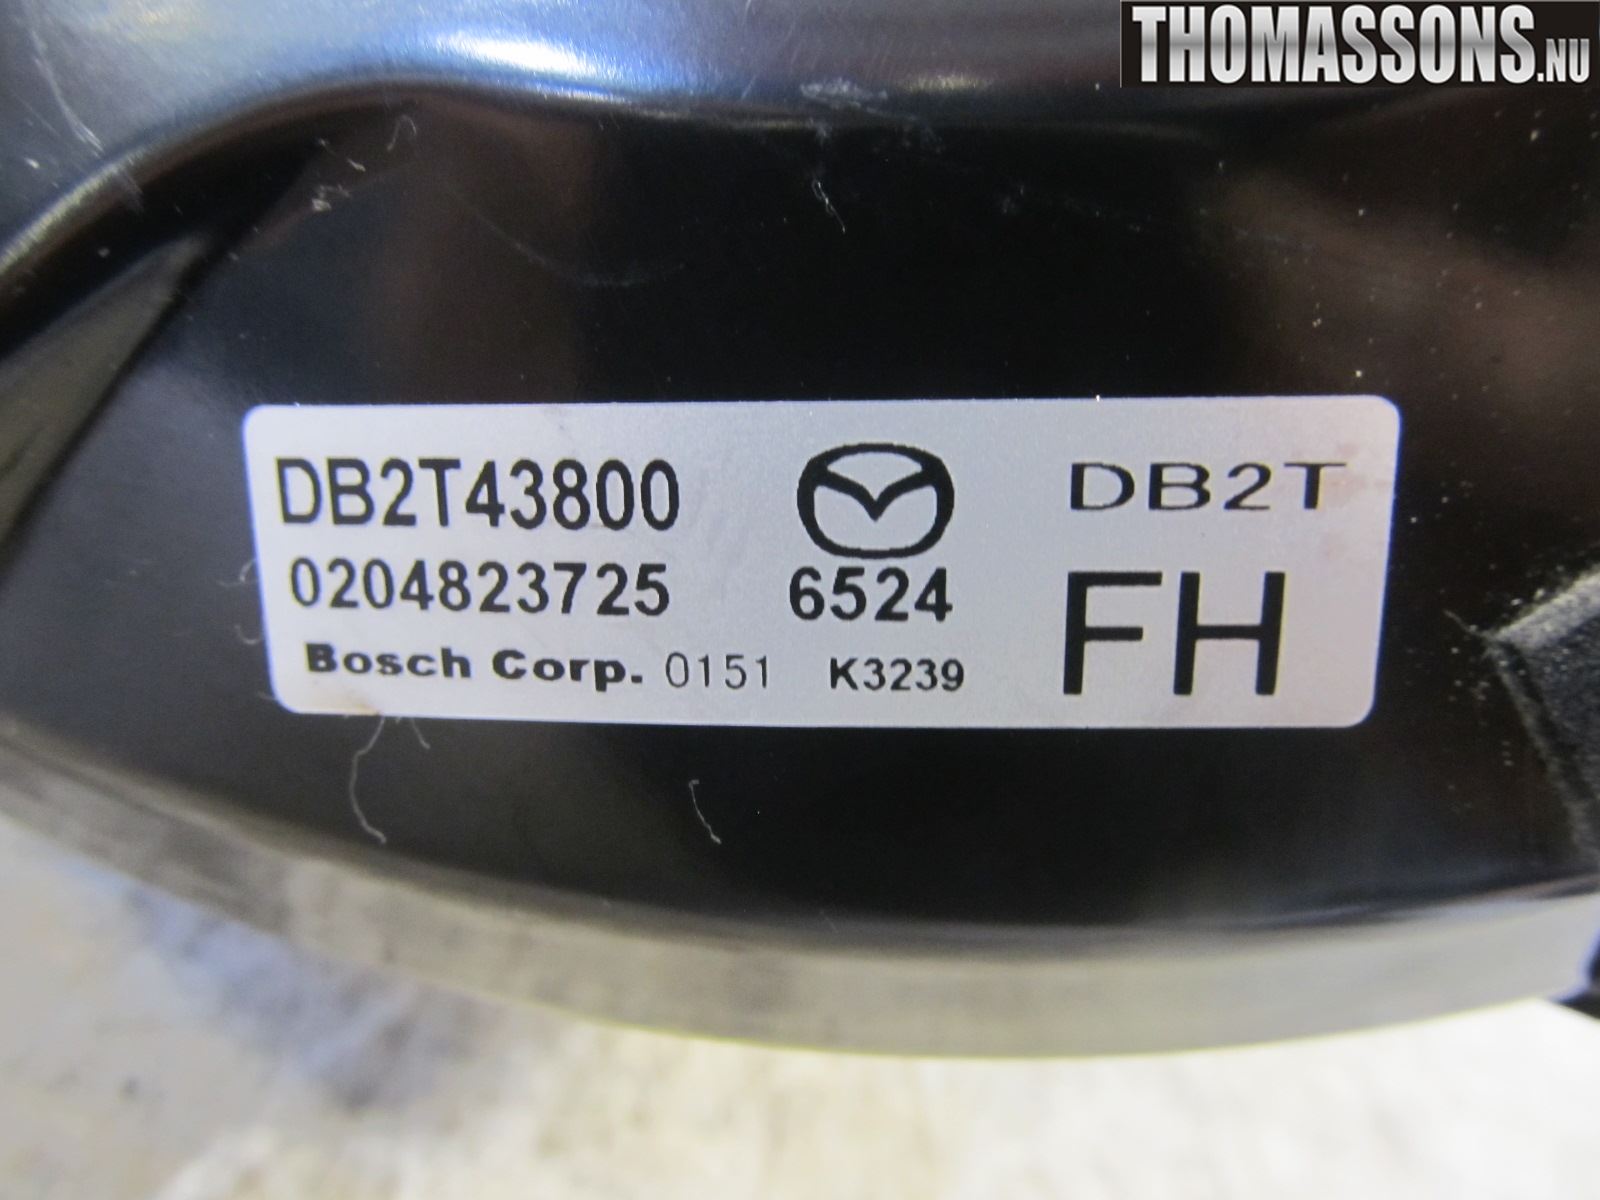 THOMASSONS.NU
DB2T43800
DB2T
0204823725
6524
FH
Bosch Corp. 0151
K3239